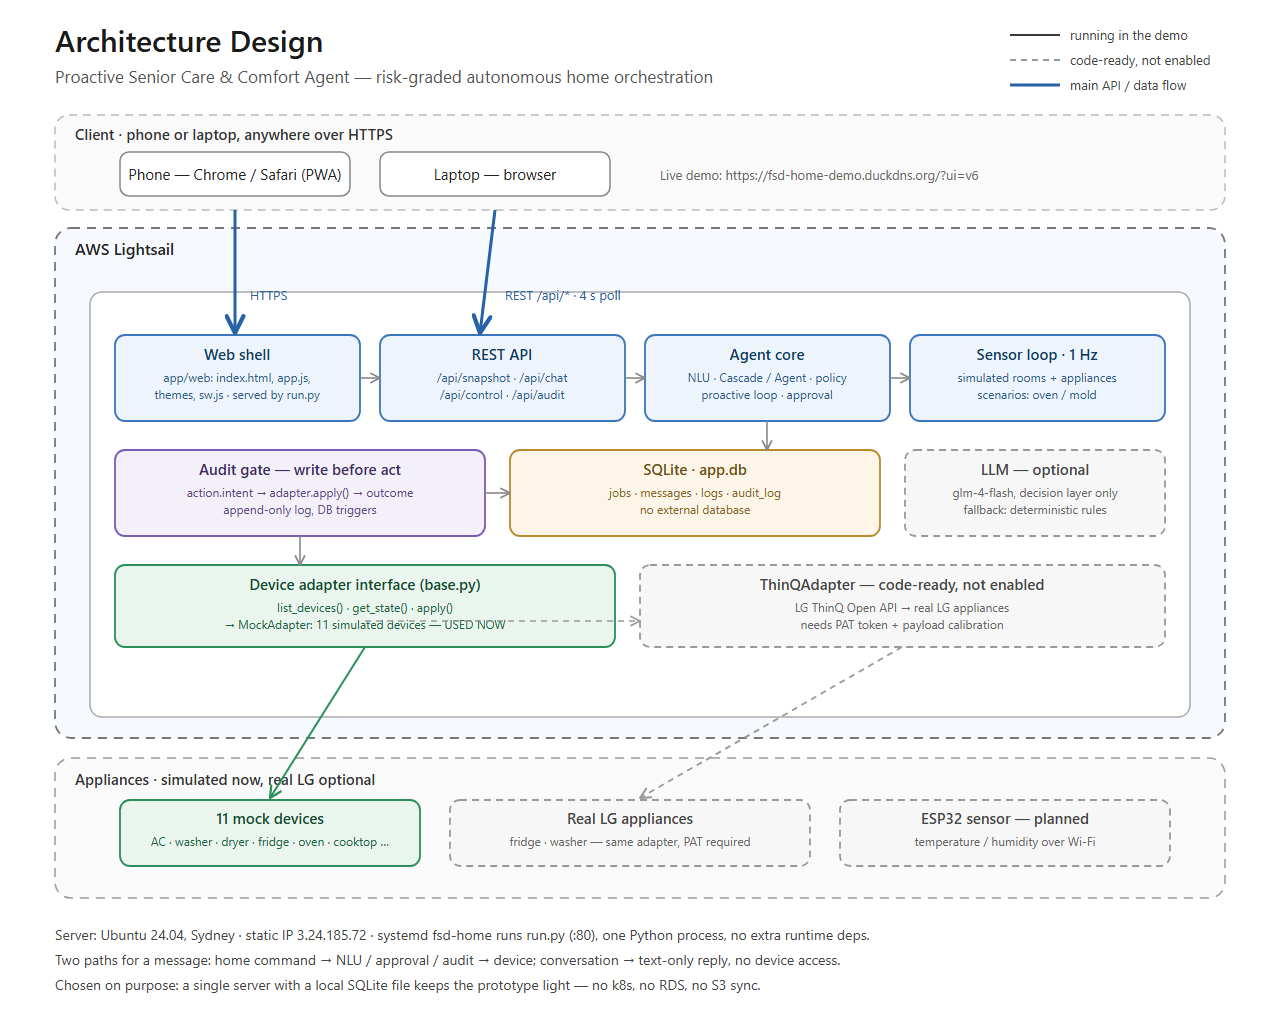 Architecture Design
Proactive Senior Care & Comfort Agent — risk-graded autonomous home orchestration
running in the demo
code-ready, not enabled
main API / data flow
Client · phone or laptop, anywhere over HTTPS
Phone — Chrome / Safari (PWA)
Laptop — browser
Live demo: https://fsd-home-demo.duckdns.org/?ui=v6
AWS Lightsail
HTTPS
REST /api/* · 4 s poll
Web shell
app/web: index.html, app.js,
themes, sw.js · served by run.py
REST API
/api/snapshot · /api/chat
/api/control · /api/audit
Agent core
NLU · Cascade / Agent · policy
proactive loop · approval
Sensor loop · 1 Hz
simulated rooms + appliances
scenarios: oven / mold
Audit gate — write before act
action.intent → adapter.apply() → outcome
append-only log, DB triggers
SQLite · app.db
jobs · messages · logs · audit_log
no external database
LLM — optional
glm-4-flash, decision layer only
fallback: deterministic rules
Device adapter interface (base.py)
list_devices() · get_state() · apply()
→ MockAdapter: 11 simulated devices — USED NOW
ThinQAdapter — code-ready, not enabled
LG ThinQ Open API → real LG appliances
needs PAT token + payload calibration
Appliances · simulated now, real LG optional
11 mock devices
AC · washer · dryer · fridge · oven · cooktop ...
Real LG appliances
fridge · washer — same adapter, PAT required
ESP32 sensor — planned
temperature / humidity over Wi-Fi
Server: Ubuntu 24.04, Sydney · static IP 3.24.185.72 · systemd fsd-home runs run.py (:80), one Python process, no extra runtime deps.
Two paths for a message: home command → NLU / approval / audit → device; conversation → text-only reply, no device access.
Chosen on purpose: a single server with a local SQLite file keeps the prototype light — no k8s, no RDS, no S3 sync.